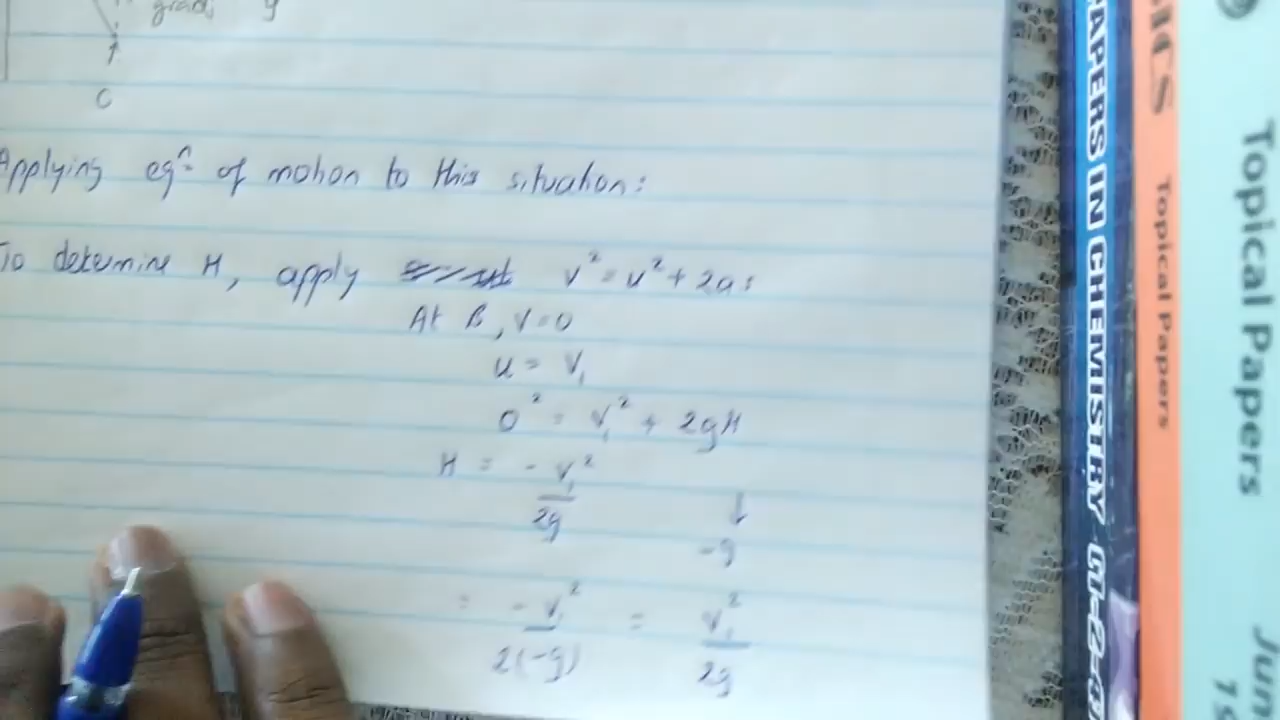 grad
C
Applying eqⁿ of motion to this situation:
To determine H, apply v² = u² + 2as
At B, v=0
u = V₁
0² = V₁² + 2gH
H = - V₁²
2g
↓
-g
= - V₁² = V₁²
2(-g) 2g
PAPERS IN CHEMISTRY
Topical Papers
Topical Papers